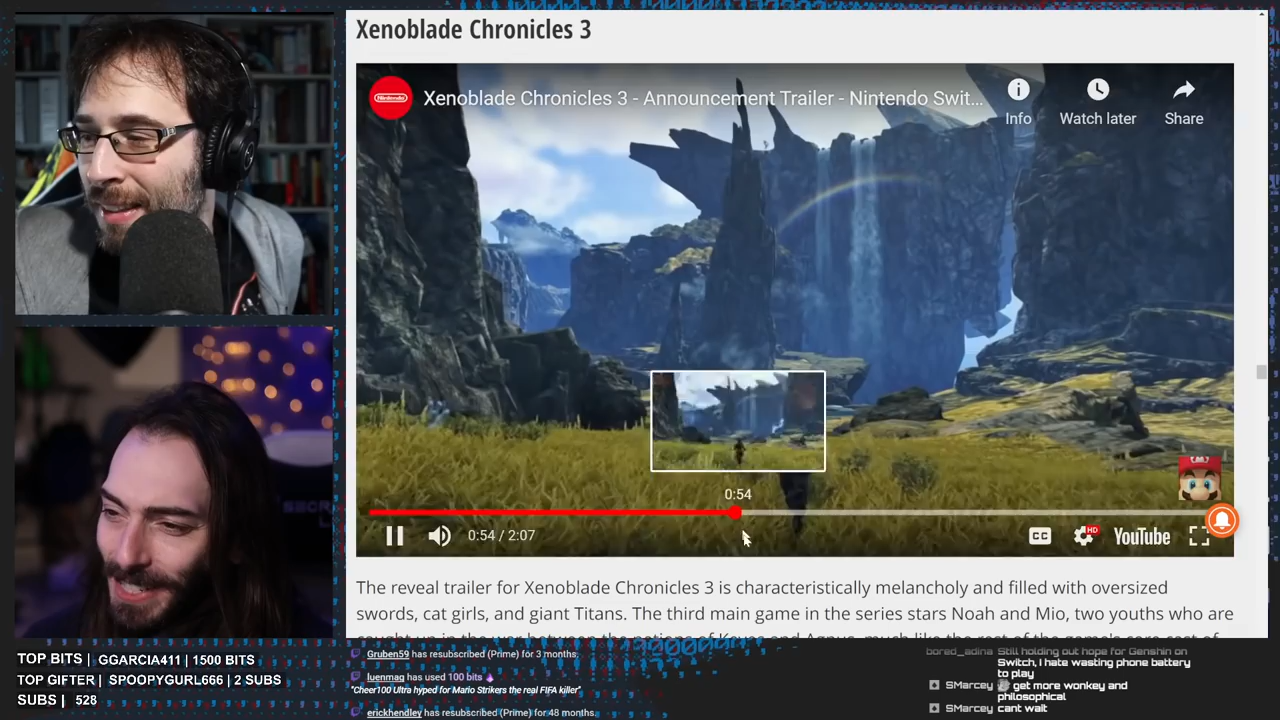 Xenoblade Chronicles 3
Nintendo
Xenoblade Chronicles 3 - Announcement Trailer - Nintendo Swit...
Info
Watch later
Share
0:54
0:54 / 2:07
CC
HD
YouTube
The reveal trailer for Xenoblade Chronicles 3 is characteristically melancholy and filled with oversized
swords, cat girls, and giant Titans. The third main game in the series stars Noah and Mio, two youths who are
TOP BITS | GGARCIA411 | 1500 BITS
TOP GIFTER | SPOOPYGURL666 | 2 SUBS
SUBS | 528
Gruben59 has resubscribed (Prime) for 3 months.
luenmaq has used 100 bits
"Cheer100 Ultra hyped for Mario Strikers the real FIFA killer"
erickhendley has resubscribed (Prime) for 48 months.
bored_adina Still holding out hope for Genshin on
Switch, I hate wasting phone battery
to play
SMarcey get more wonkey and
philosophical
SMarcey cant wait